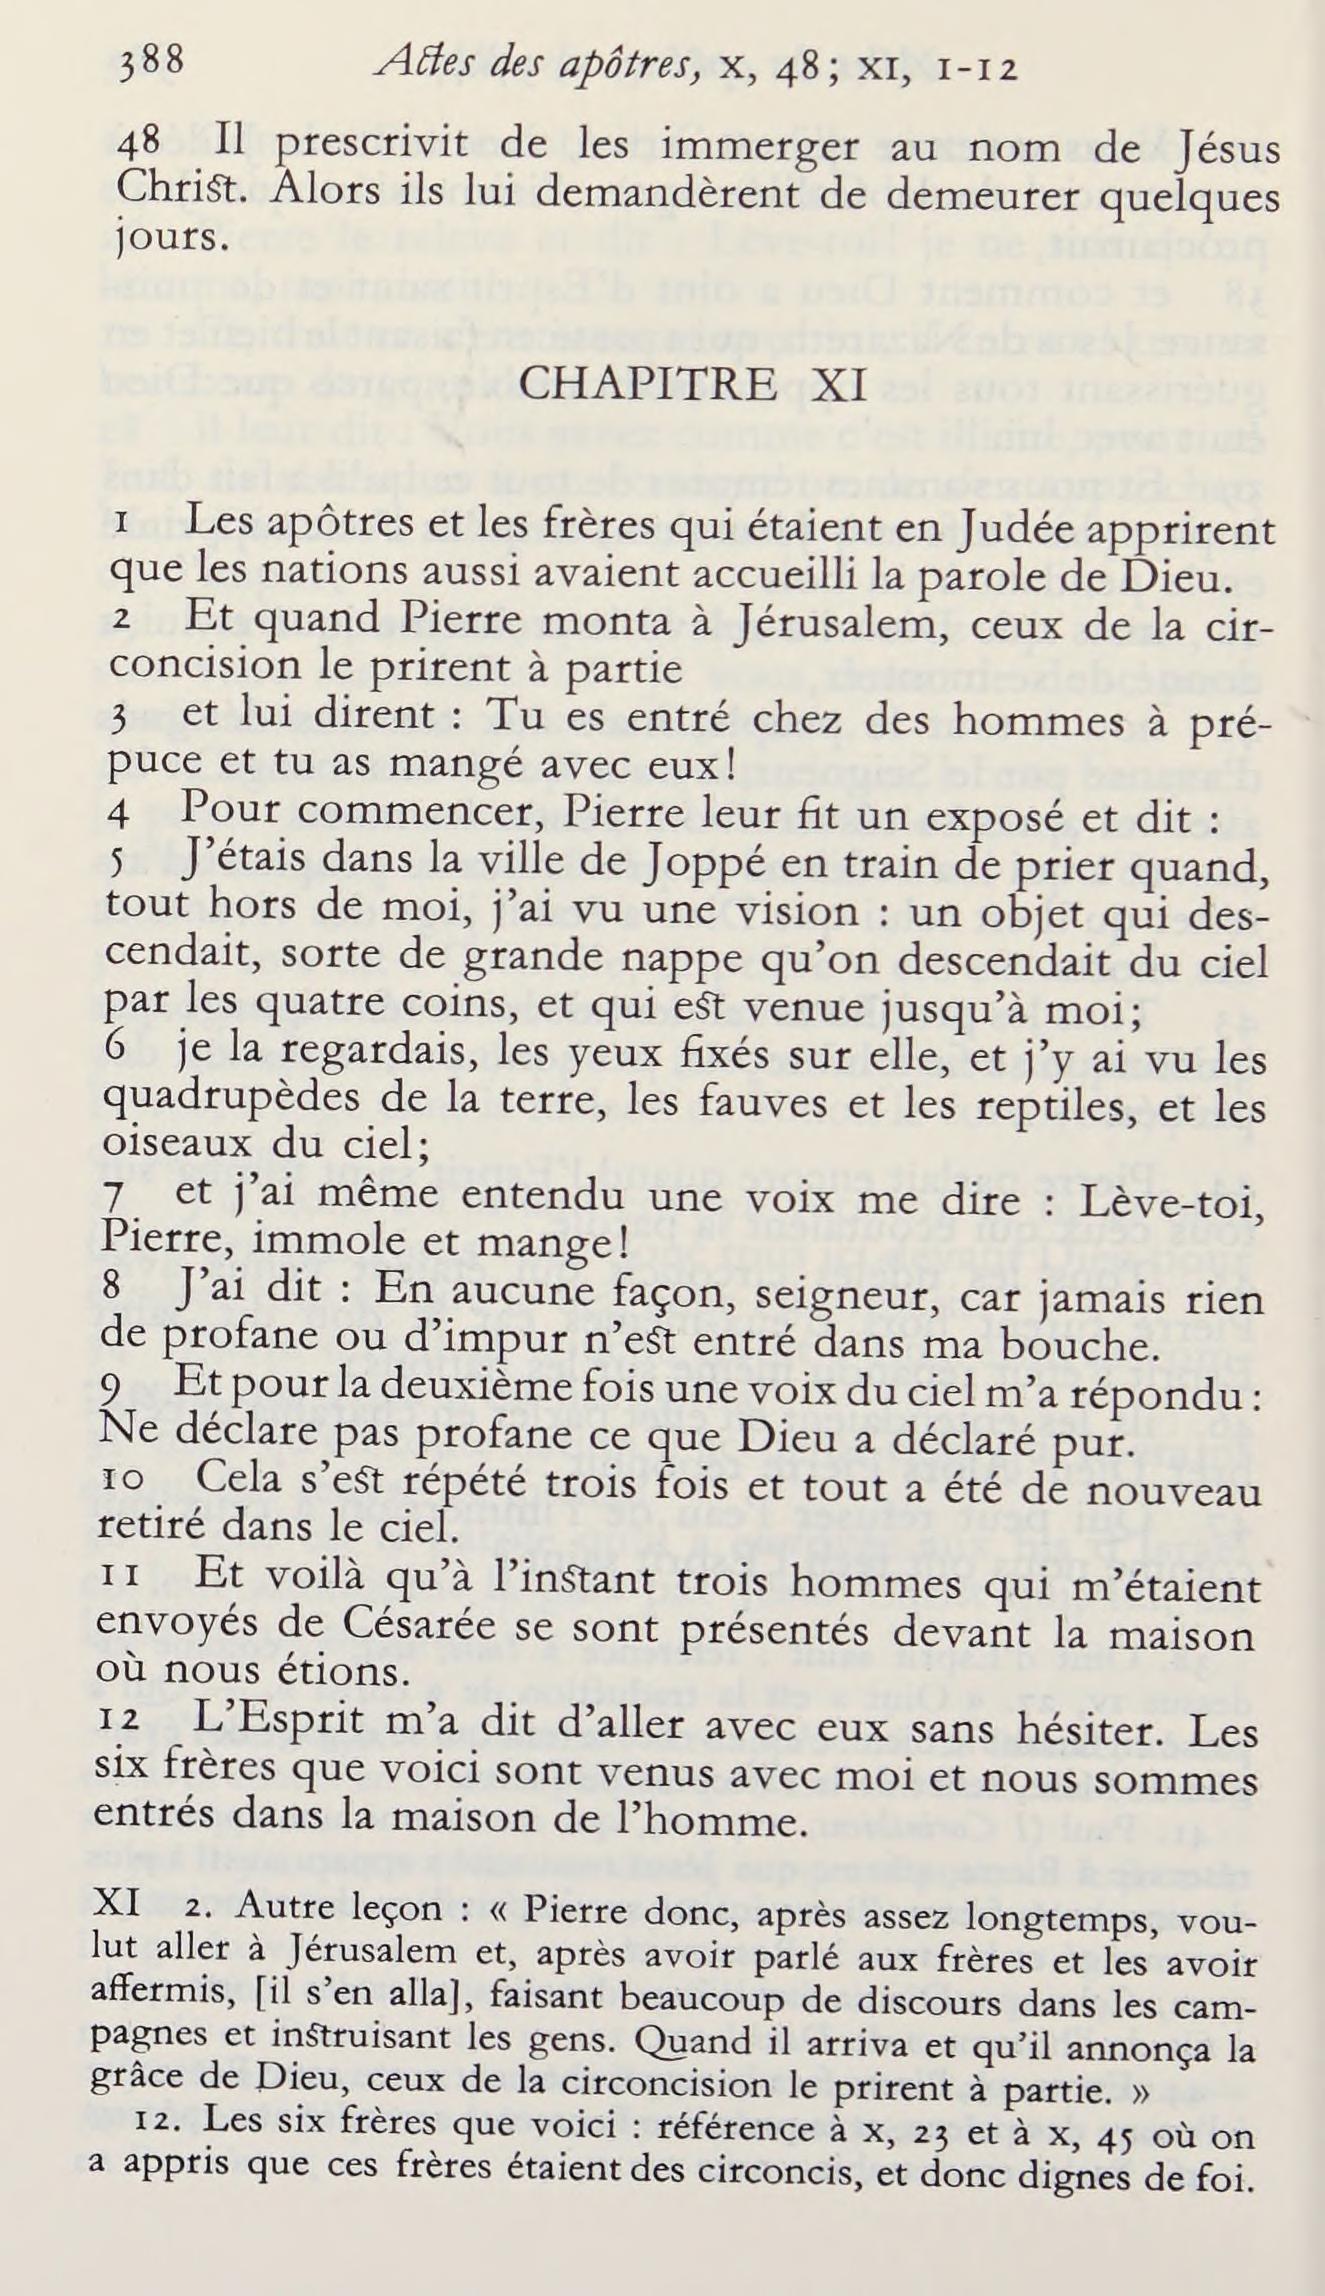 388 Actes des apôtres, X, 48; XI, 1-12
48 Il prescrivit de les immerger au nom de Jésus
Christ. Alors ils lui demandèrent de demeurer quelques
jours.
CHAPITRE XI
1 Les apôtres et les frères qui étaient en Judée apprirent
que les nations aussi avaient accueilli la parole de Dieu.
2 Et quand Pierre monta à Jérusalem, ceux de la cir-
concision le prirent à partie
3 et lui dirent : Tu es entré chez des hommes à pré-
puce et tu as mangé avec eux!
4 Pour commencer, Pierre leur fit un exposé et dit :
5 J'étais dans la ville de Joppé en train de prier quand,
tout hors de moi, j'ai vu une vision : un objet qui des-
cendait, sorte de grande nappe qu'on descendait du ciel
par les quatre coins, et qui est venue jusqu'à moi;
6 je la regardais, les yeux fixés sur elle, et j'y ai vu les
quadrupèdes de la terre, les fauves et les reptiles, et les
oiseaux du ciel;
7 et j'ai même entendu une voix me dire : Lève-toi,
Pierre, immole et mange!
8 J'ai dit : En aucune façon, seigneur, car jamais rien
de profane ou d'impur n'est entré dans ma bouche.
9 Et pour la deuxième fois une voix du ciel m'a répondu :
Ne déclare pas profane ce que Dieu a déclaré pur.
10 Cela s'est répété trois fois et tout a été de nouveau
retiré dans le ciel.
11 Et voilà qu'à l'instant trois hommes qui m'étaient
envoyés de Césarée se sont présentés devant la maison
où nous étions.
12 L'Esprit m'a dit d'aller avec eux sans hésiter. Les
six frères que voici sont venus avec moi et nous sommes
entrés dans la maison de l'homme.
XI 2. Autre leçon : « Pierre donc, après assez longtemps, vou-
lut aller à Jérusalem et, après avoir parlé aux frères et les avoir
affermis, [il s'en alla], faisant beaucoup de discours dans les cam-
pagnes et instruisant les gens. Quand il arriva et qu'il annonça la
grâce de Dieu, ceux de la circoncision le prirent à partie. »
12. Les six frères que voici : référence à X, 23 et à X, 45 où on
a appris que ces frères étaient des circoncis, et donc dignes de foi.